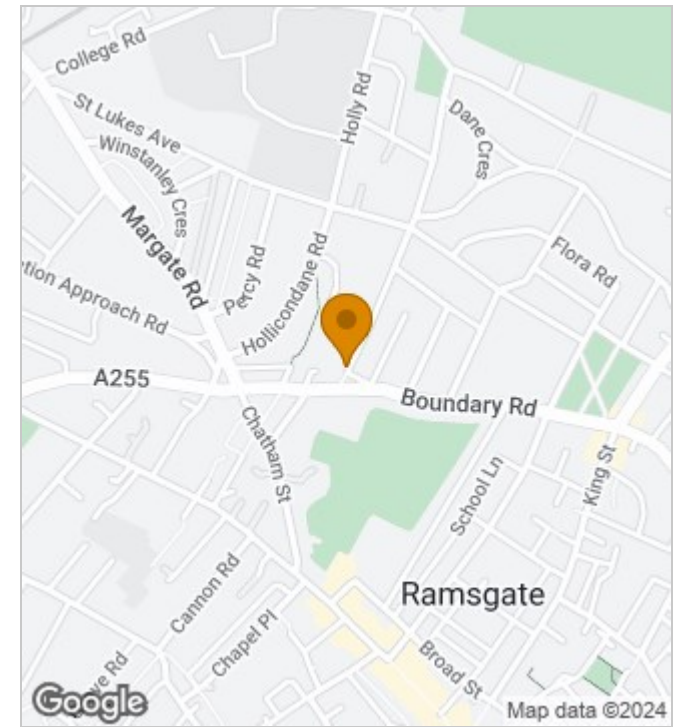 College Rd
St Lukes Ave
Winstanley Cres
Holly Rd
Dane Cres
Margate Rd
Percy Rd
Hollicondane Rd
Flora Rd
tion Approach Rd
A255
Boundary Rd
Chatham St
School Ln
King St
Cannon Rd
Chapel Pl
Ramsgate
Broad St
ve Rd
Google
Map data ©2024